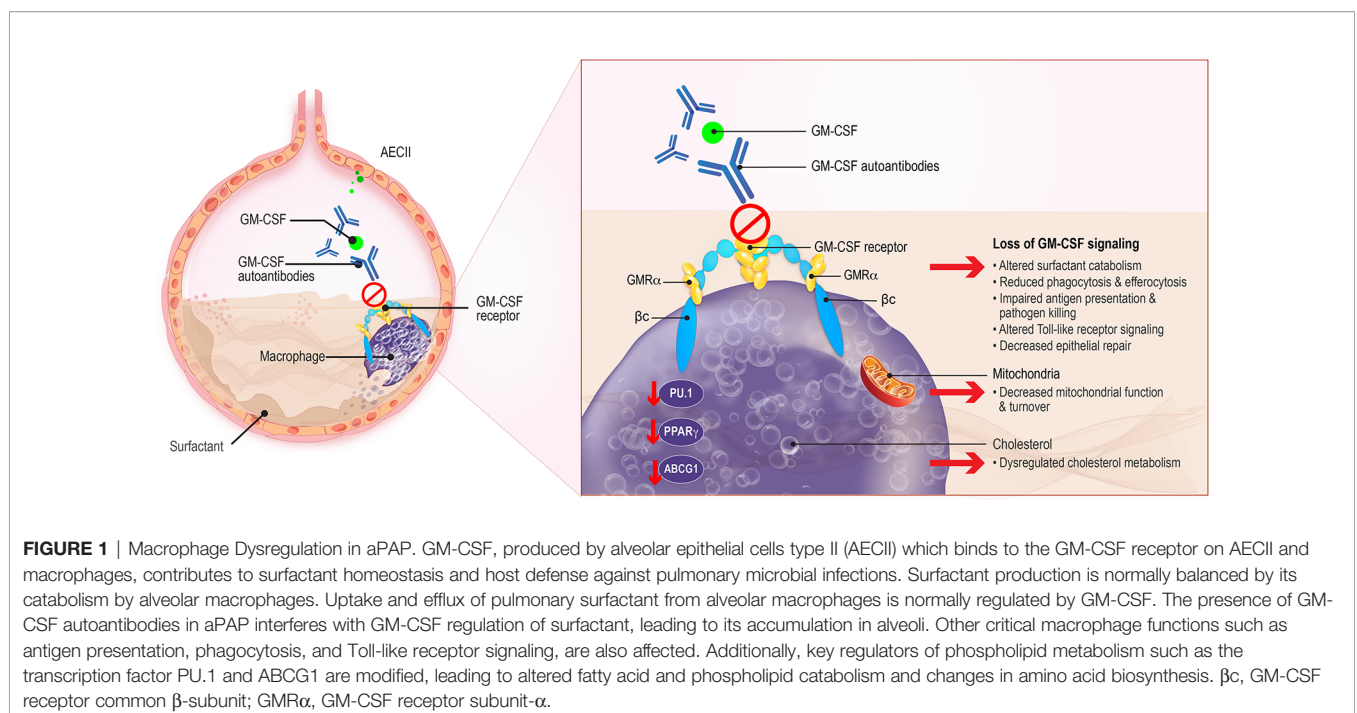 AECII
GM-CSF
GM-CSF
autoantibodies
GM-CSF
receptor
Macrophage
Surfactant
GM-CSF
GM-CSF autoantibodies
GM-CSF receptor
GMRα
GMRα
βc
βc
PU.1
PPARγ
ABCG1
Loss of GM-CSF signaling
• Altered surfactant catabolism
• Reduced phagocytosis & efferocytosis
• Impaired antigen presentation &
pathogen killing
• Altered Toll-like receptor signaling
• Decreased epithelial repair
Mitochondria
• Decreased mitochondrial function
& turnover
Cholesterol
• Dysregulated cholesterol metabolism
FIGURE 1 | Macrophage Dysregulation in aPAP. GM-CSF, produced by alveolar epithelial cells type II (AECII) which binds to the GM-CSF receptor on AECII and
macrophages, contributes to surfactant homeostasis and host defense against pulmonary microbial infections. Surfactant production is normally balanced by its
catabolism by alveolar macrophages. Uptake and efflux of pulmonary surfactant from alveolar macrophages is normally regulated by GM-CSF. The presence of GM-
CSF autoantibodies in aPAP interferes with GM-CSF regulation of surfactant, leading to its accumulation in alveoli. Other critical macrophage functions such as
antigen presentation, phagocytosis, and Toll-like receptor signaling, are also affected. Additionally, key regulators of phospholipid metabolism such as the
transcription factor PU.1 and ABCG1 are modified, leading to altered fatty acid and phospholipid catabolism and changes in amino acid biosynthesis. βc, GM-CSF
receptor common β-subunit; GMRα, GM-CSF receptor subunit-α.